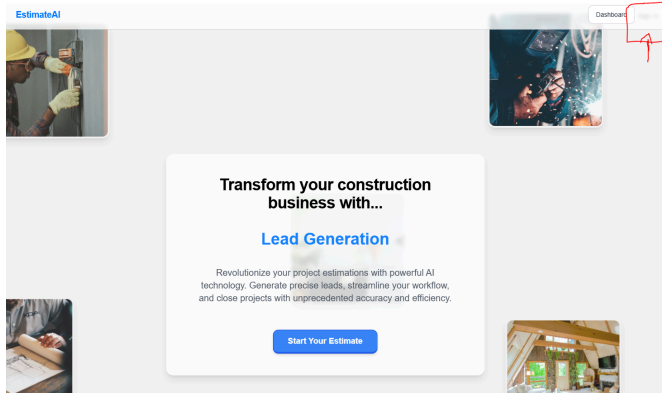 EstimateAI
Dashboard
Transform your construction
business with...
Lead Generation
Revolutionize your project estimations with powerful AI
technology. Generate precise leads, streamline your workflow,
and close projects with unprecedented accuracy and efficiency.
Start Your Estimate